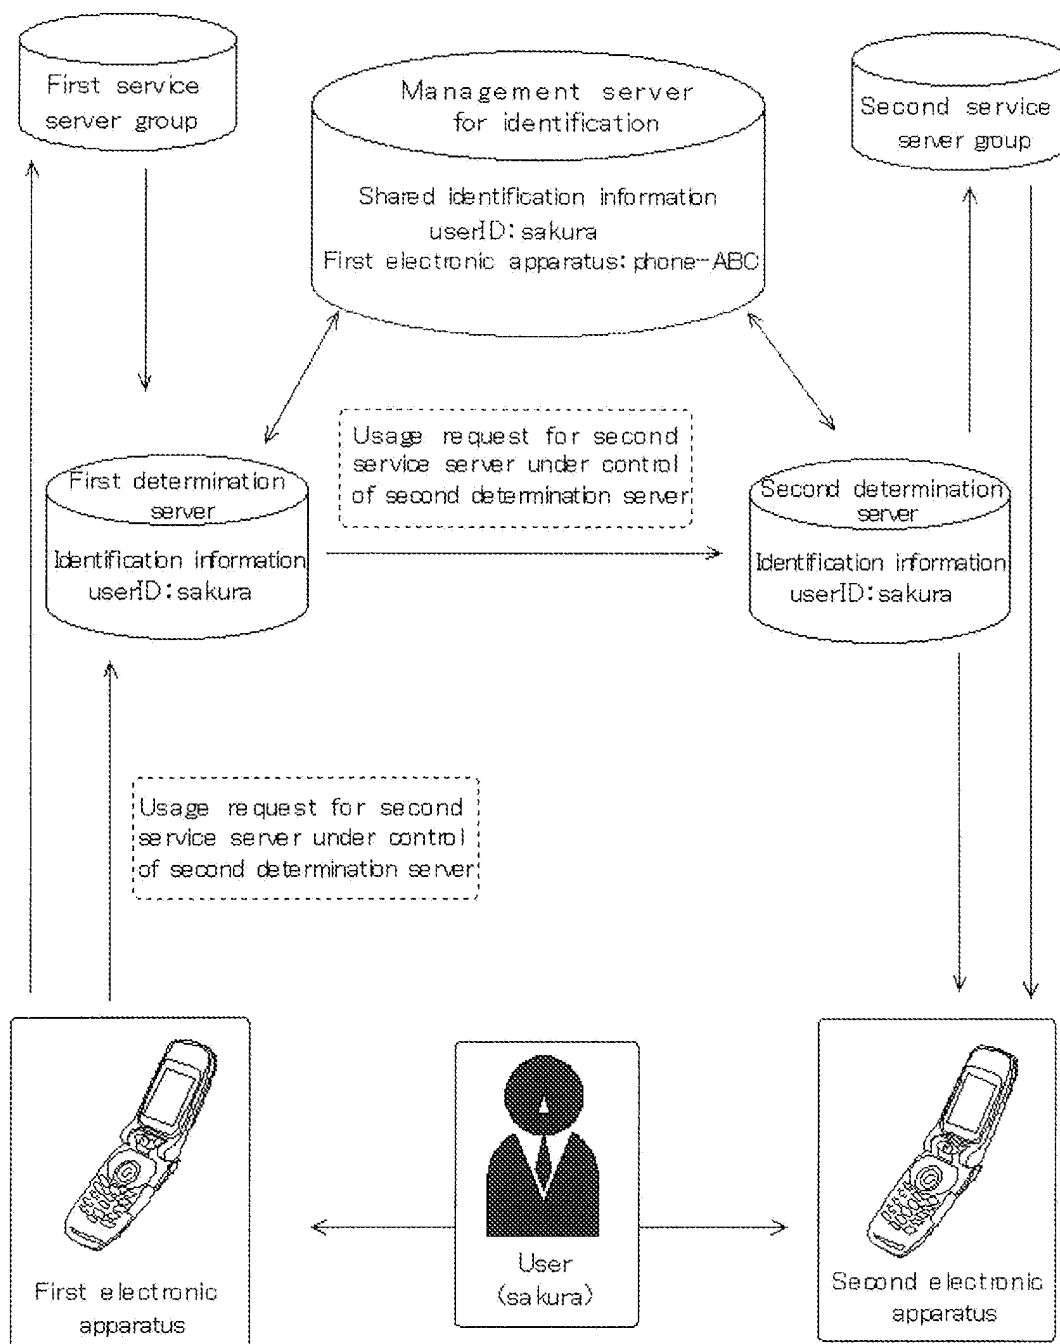 First service
server group
Management server
for identification
Shared identification information
userID:sakura
First electronic apparatus:phone-ABC
Second service
server group
Usage request for second
service server under control
of second determination server
First determination
server
Identification information
userID:sakura
Second determination
server
Identification information
userID:sakura
Usage request for second
service server under control
of second determination server
First electronic
apparatus
User
(sakura)
Second electronic
apparatus